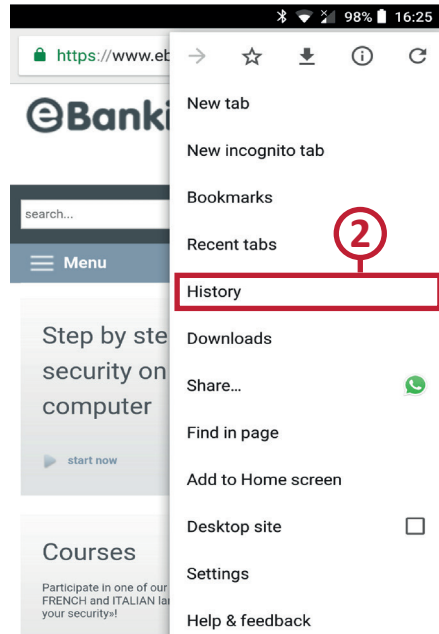 98% 16:25
https://www.eb
eBanki
search...
Menu
Step by ste
security on
computer
start now
Courses
Participate in one of our
FRENCH and ITALIAN la
your security»!
New tab
New incognito tab
Bookmarks
Recent tabs
2
History
Downloads
Share...
Find in page
Add to Home screen
Desktop site
Settings
Help & feedback